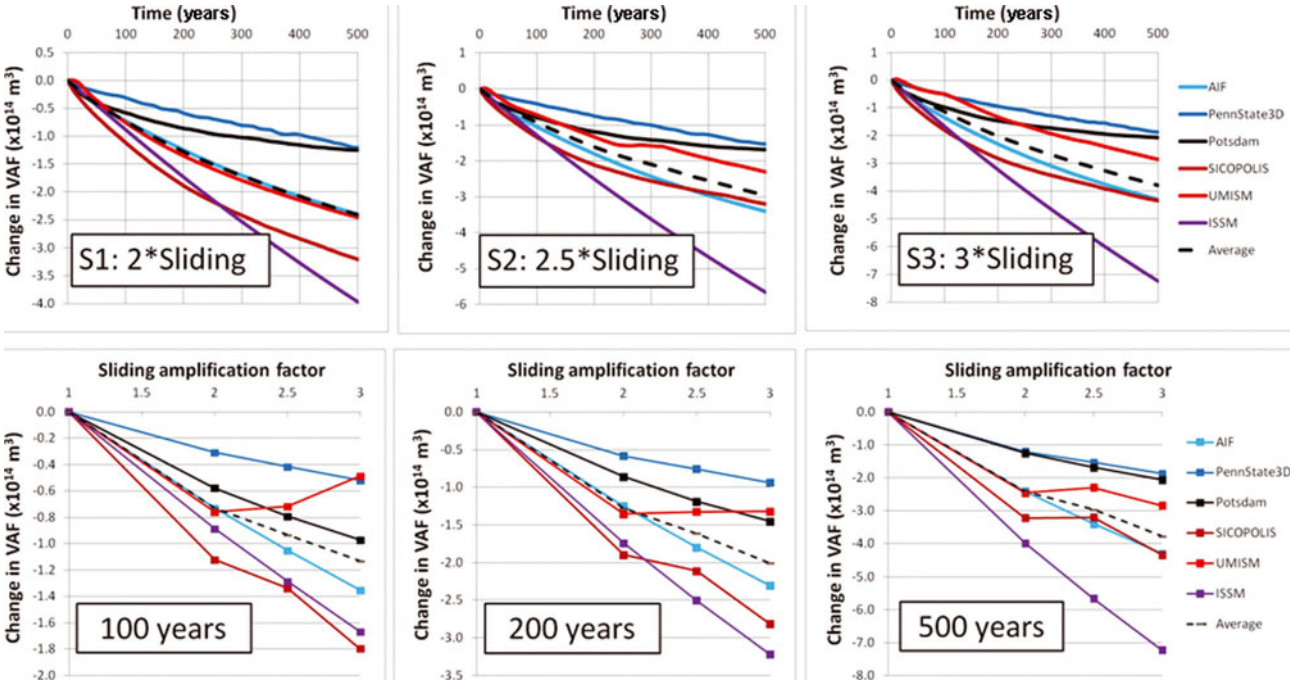 Time (years)
0 100 200 300 400 500
0.5
0.0
-0.5
-1.0
-1.5
-2.0
-2.5
-3.0
-3.5
-4.0
Change in VAF (x10¹⁴ m³)
S1: 2*Sliding
Time (years)
0 100 200 300 400 500
1
0
-1
-2
-3
-4
-5
-6
Change in VAF (x10¹⁴ m³)
S2: 2.5*Sliding
Time (years)
0 100 200 300 400 500
1
0
-1
-2
-3
-4
-5
-6
-7
-8
Change in VAF (x10¹⁴ m³)
S3: 3*Sliding
AIF
PennState3D
Potsdam
SICOPOLIS
UMISM
ISSM
Average
Sliding amplification factor
1 1.5 2 2.5 3
0.0
-0.2
-0.4
-0.6
-0.8
-1.0
-1.2
-1.4
-1.6
-1.8
-2.0
Change in VAF (x10¹⁴ m³)
100 years
Sliding amplification factor
1 1.5 2 2.5 3
0.0
-0.5
-1.0
-1.5
-2.0
-2.5
-3.0
-3.5
Change in VAF (x10¹⁴ m³)
200 years
Sliding amplification factor
1 1.5 2 2.5 3
0.0
-1.0
-2.0
-3.0
-4.0
-5.0
-6.0
-7.0
-8.0
Change in VAF (x10¹⁴ m³)
500 years
AIF
PennState3D
Potsdam
SICOPOLIS
UMISM
ISSM
Average